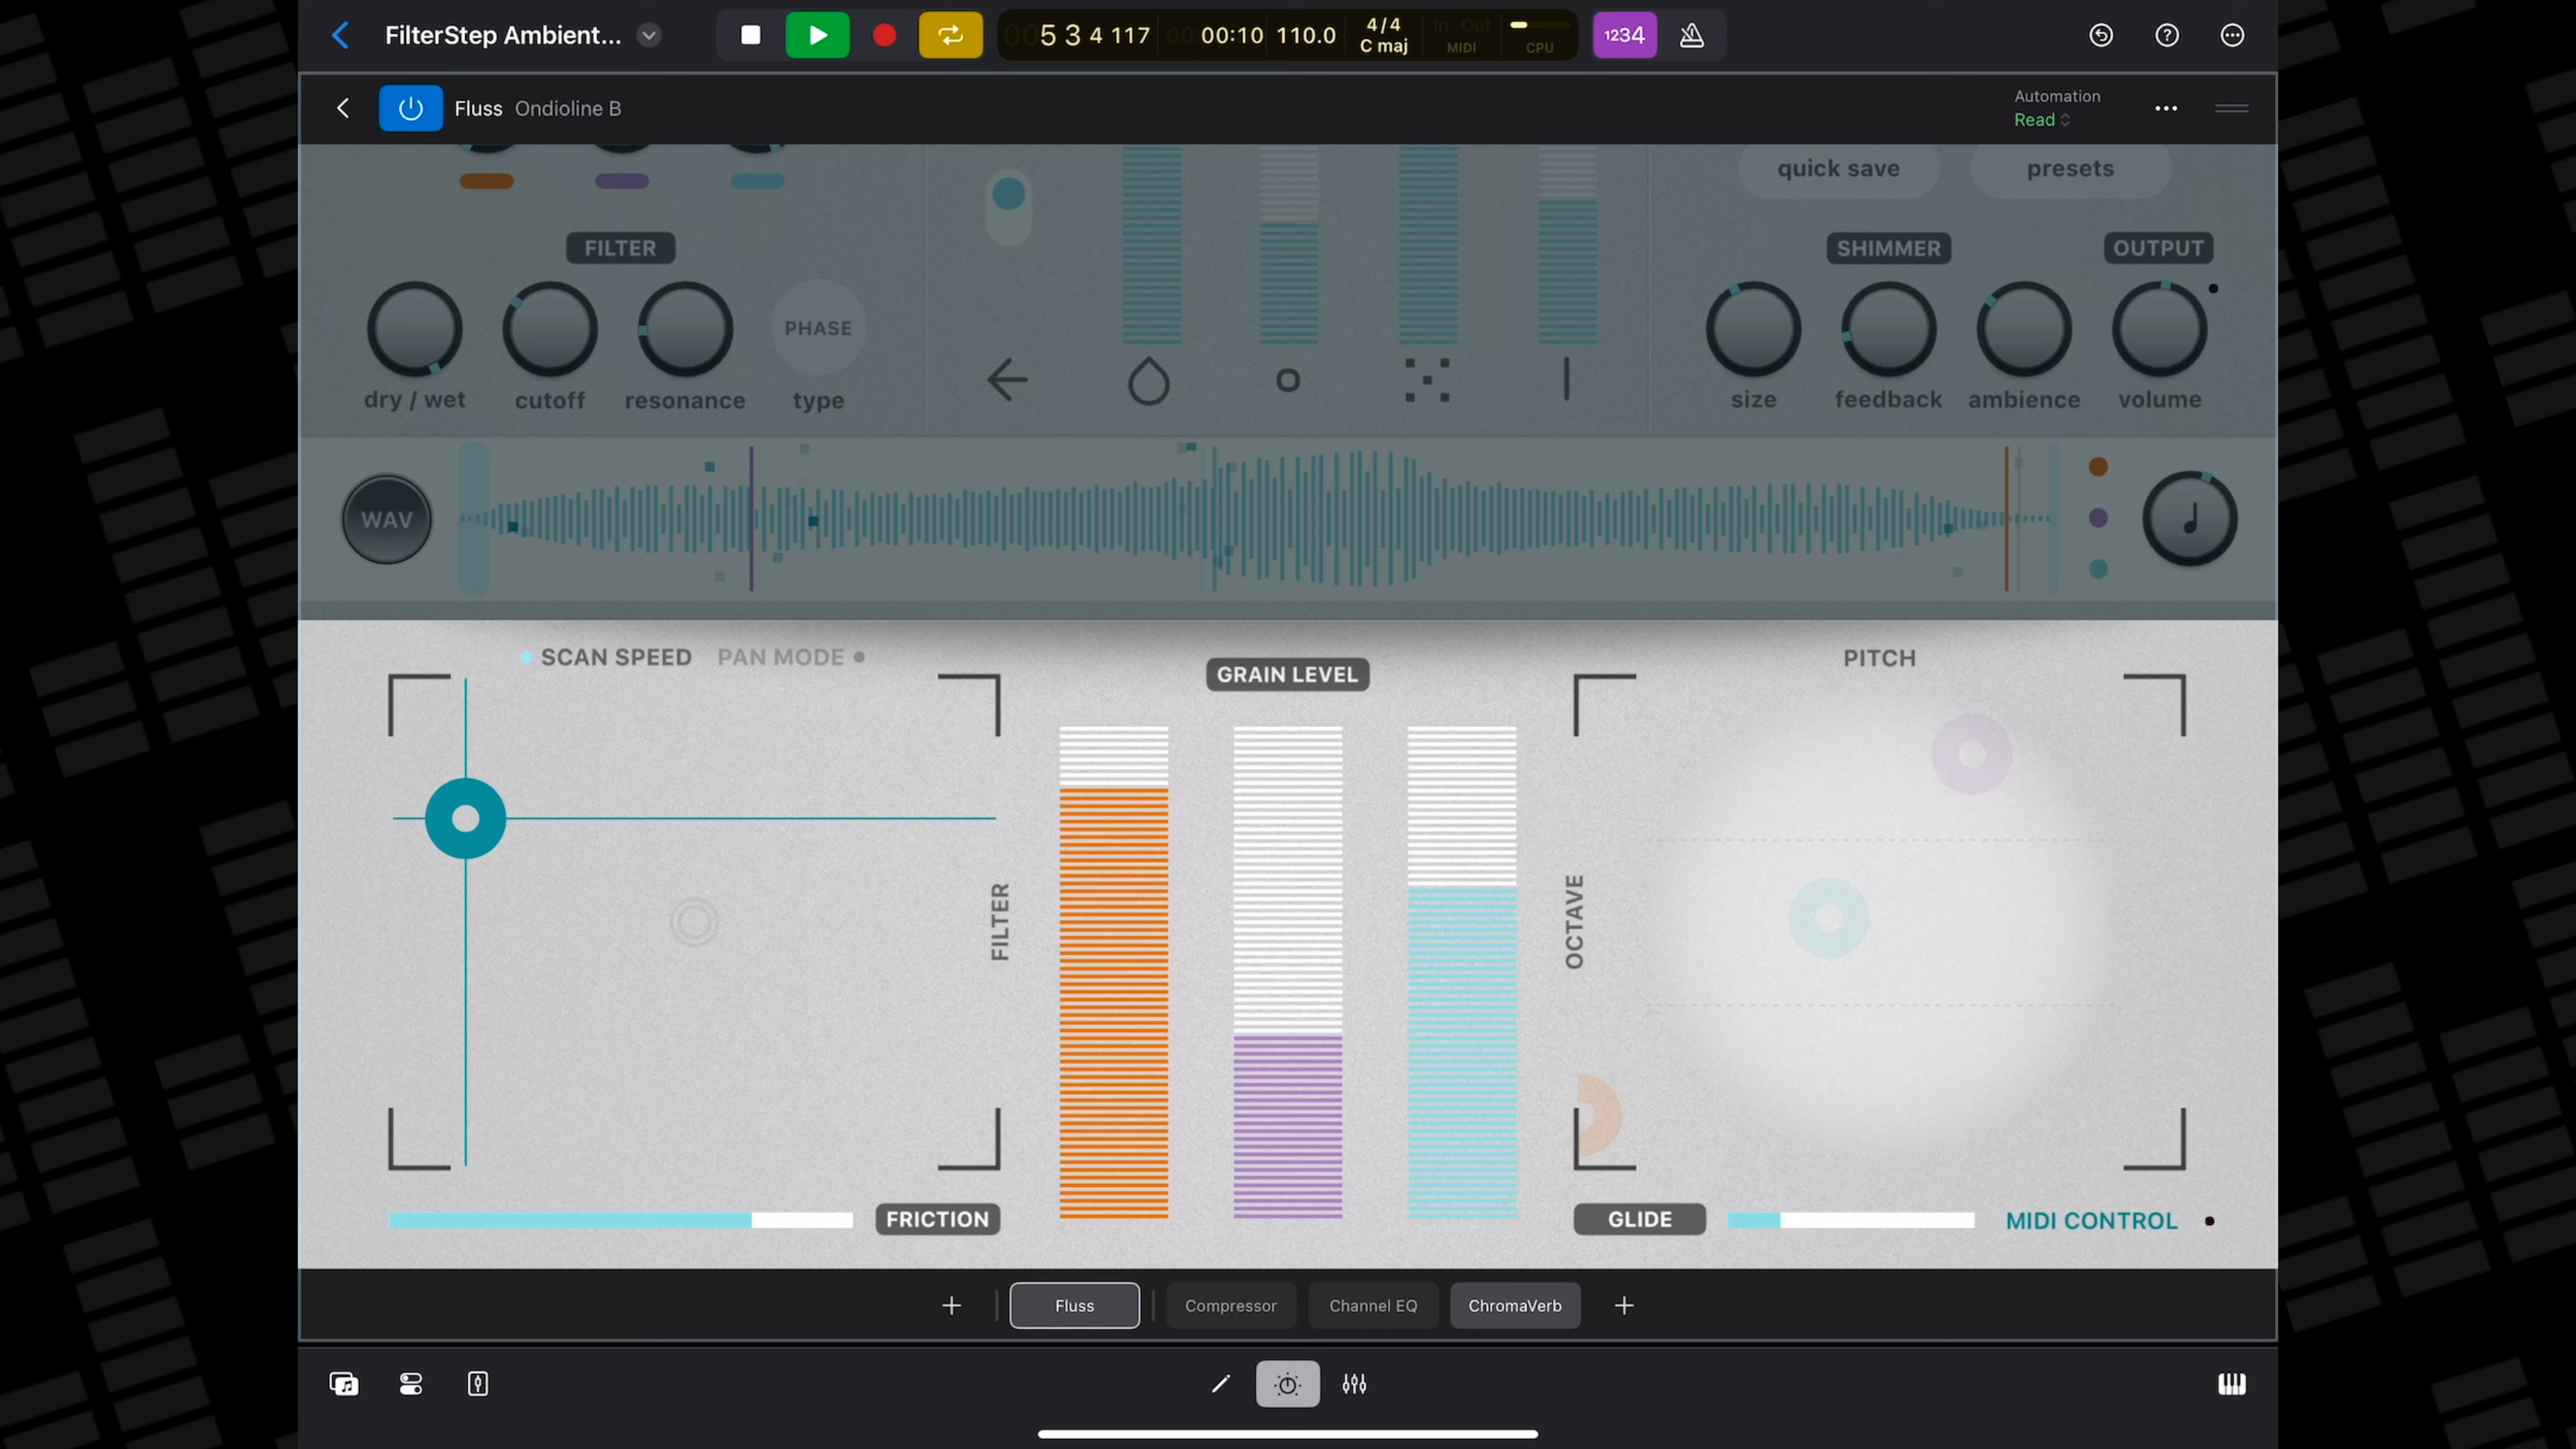 FilterStep Ambient...
5 3 4 117
00:10
110.0
4/4
C maj
In Out
MIDI
CPU
1234
Fluss Ondioline B
Automation
Read
quick save
presets
FILTER
SHIMMER
OUTPUT
PHASE
dry / wet
cutoff
resonance
type
size
feedback
ambience
volume
WAV
SCAN SPEED
PAN MODE
GRAIN LEVEL
PITCH
FILTER
OCTAVE
FRICTION
GLIDE
MIDI CONTROL
Fluss
Compressor
Channel EQ
ChromaVerb